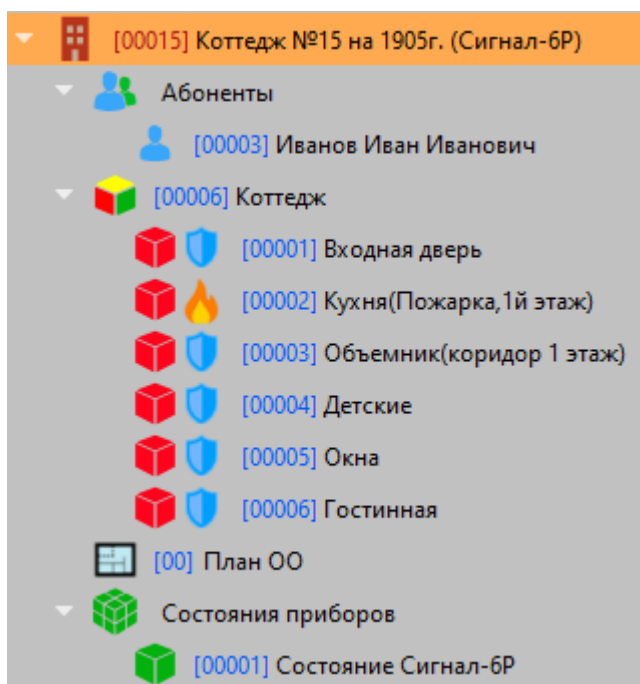 [00015] Коттедж №15 на 1905г. (Сигнал-6Р)
Абоненты
[00003] Иванов Иван Иванович
[00006] Коттедж
[00001] Входная дверь
[00002] Кухня(Пожарка,1й этаж)
[00003] Объемник(коридор 1 этаж)
[00004] Детские
[00005] Окна
[00006] Гостинная
[00] План ОО
Состояния приборов
[00001] Состояние Сигнал-6Р